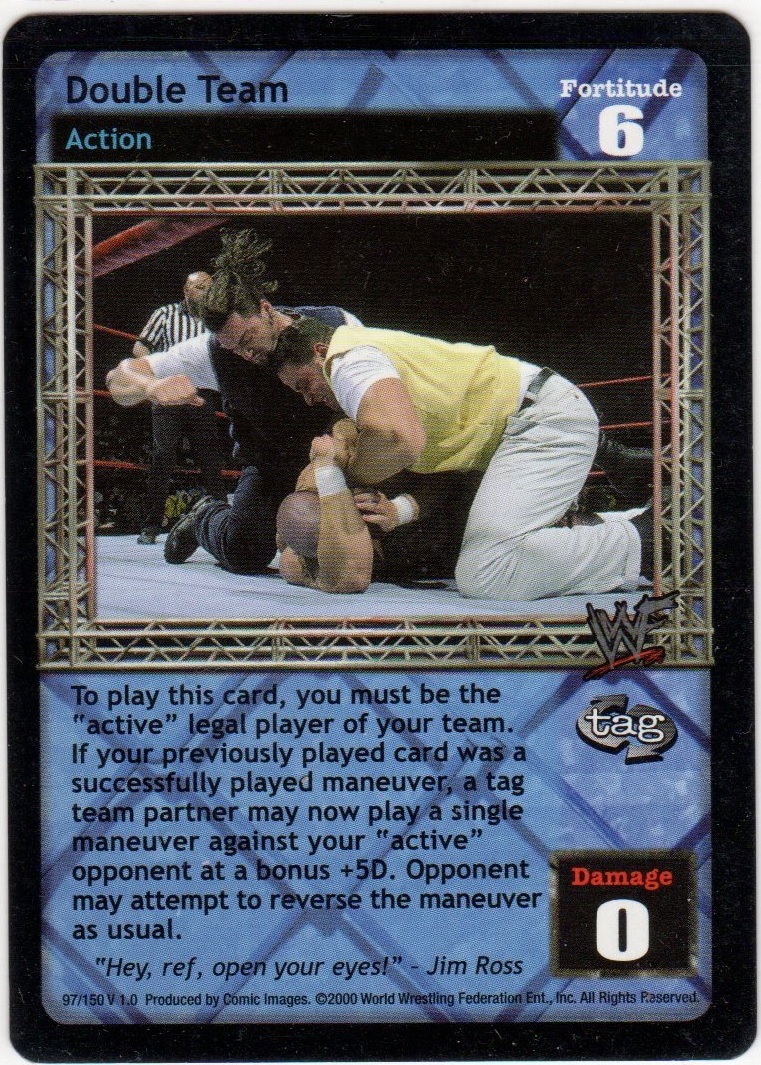 Double Team
Fortitude
6
Action
WF
To play this card, you must be the
“active” legal player of your team.
If your previously played card was a
successfully played maneuver, a tag
team partner may now play a single
maneuver against your “active”
opponent at a bonus +5D. Opponent
may attempt to reverse the maneuver
as usual.
tag
Damage
0
“Hey, ref, open your eyes!” - Jim Ross
97/150 V 1.0 Produced by Comic Images. ©2000 World Wrestling Federation Ent., Inc. All Rights Reserved.